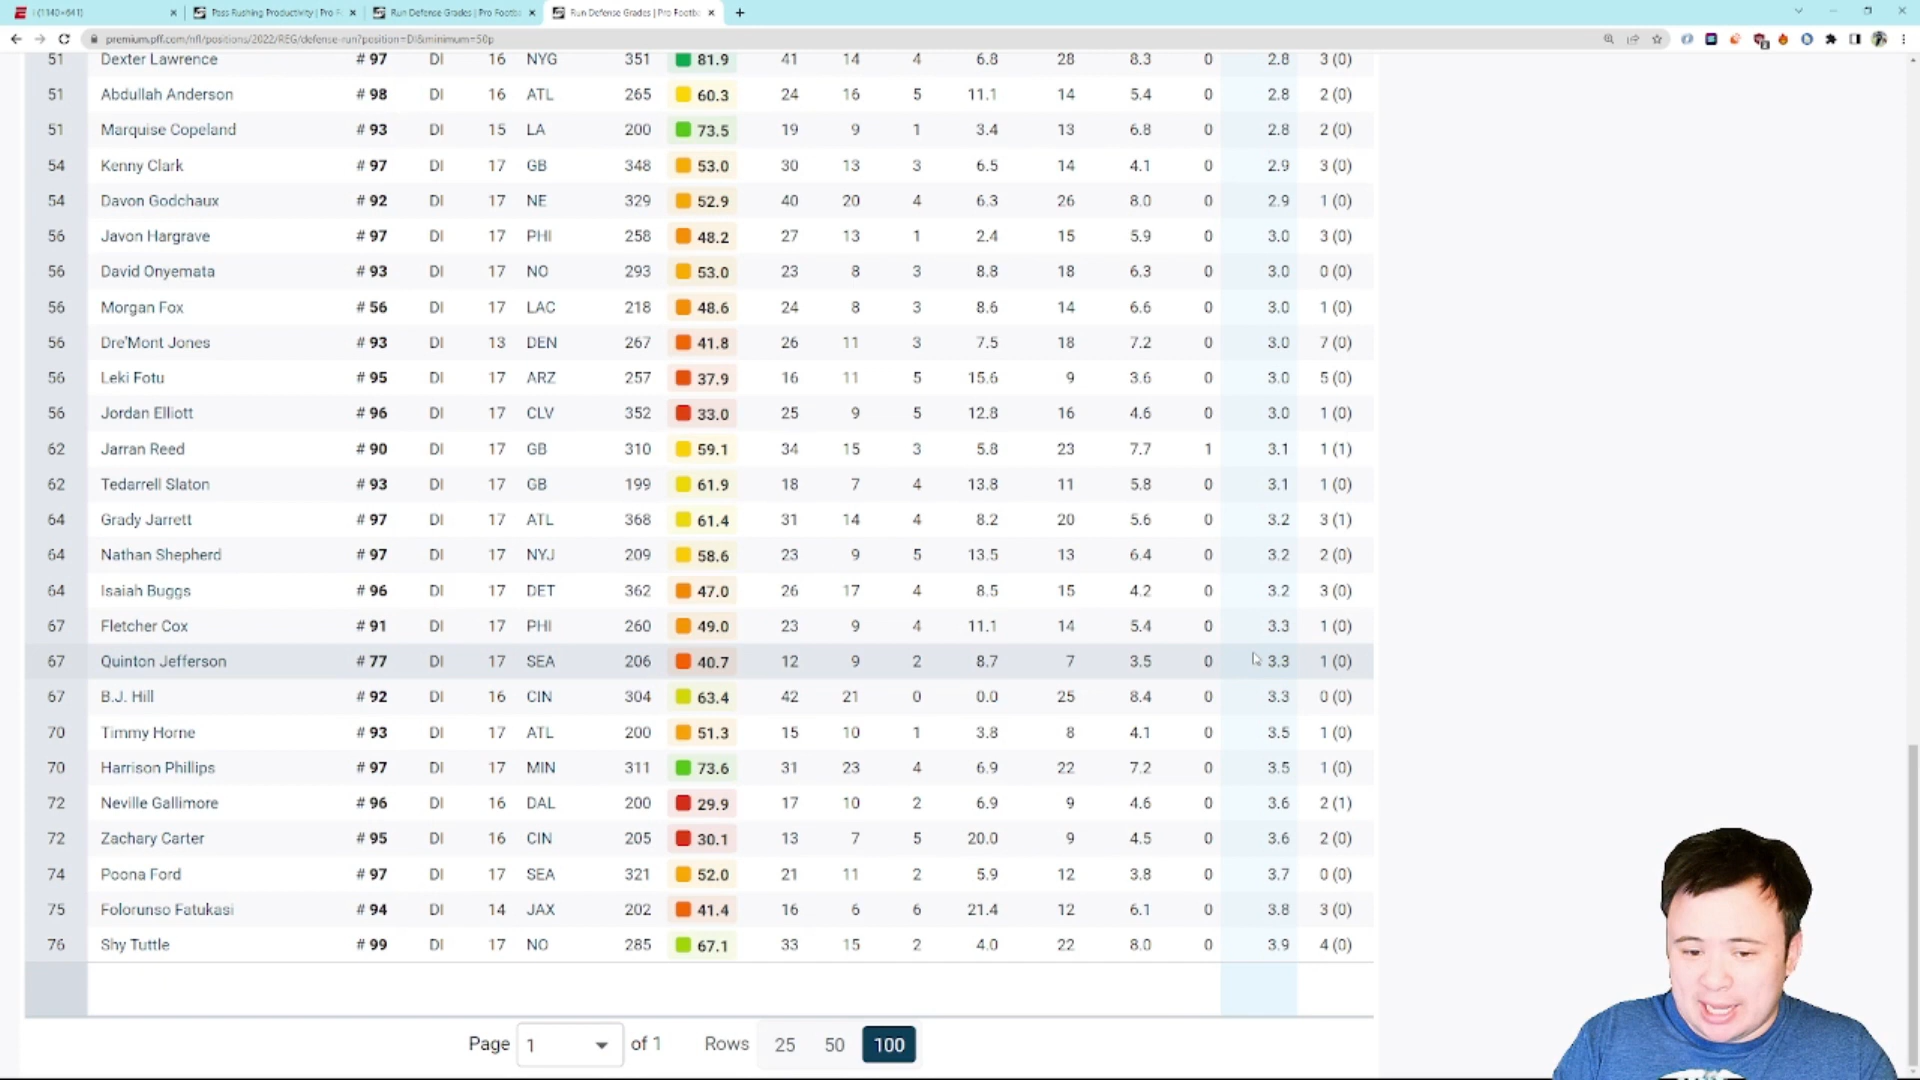 (1140×641)
Pass Rushing Productivity | Pro F
Run Defense Grades | Pro Footb
Run Defense Grades | Pro Footb
premium.pff.com/nfl/positions/2022/REG/defense-run?position=DI&minimum=50p
51 Dexter Lawrence # 97 DI 16 NYG 351 81.9 41 14 4 6.8 28 8.3 0 2.8 3 (0)
51 Abdullah Anderson # 98 DI 16 ATL 265 60.3 24 16 5 11.1 14 5.4 0 2.8 2 (0)
51 Marquise Copeland # 93 DI 15 LA 200 73.5 19 9 1 3.4 13 6.8 0 2.8 2 (0)
54 Kenny Clark # 97 DI 17 GB 348 53.0 30 13 3 6.5 14 4.1 0 2.9 3 (0)
54 Davon Godchaux # 92 DI 17 NE 329 52.9 40 20 4 6.3 26 8.0 0 2.9 1 (0)
56 Javon Hargrave # 97 DI 17 PHI 258 48.2 27 13 1 2.4 15 5.9 0 3.0 3 (0)
56 David Onyemata # 93 DI 17 NO 293 53.0 23 8 3 8.8 18 6.3 0 3.0 0 (0)
56 Morgan Fox # 56 DI 17 LAC 218 48.6 24 8 3 8.6 14 6.6 0 3.0 1 (0)
56 Dre'Mont Jones # 93 DI 13 DEN 267 41.8 26 11 3 7.5 18 7.2 0 3.0 7 (0)
56 Leki Fotu # 95 DI 17 ARZ 257 37.9 16 11 5 15.6 9 3.6 0 3.0 5 (0)
56 Jordan Elliott # 96 DI 17 CLV 352 33.0 25 9 5 12.8 16 4.6 0 3.0 1 (0)
62 Jarran Reed # 90 DI 17 GB 310 59.1 34 15 3 5.8 23 7.7 1 3.1 1 (1)
62 Tedarrell Slaton # 93 DI 17 GB 199 61.9 18 7 4 13.8 11 5.8 0 3.1 1 (0)
64 Grady Jarrett # 97 DI 17 ATL 368 61.4 31 14 4 8.2 20 5.6 0 3.2 3 (1)
64 Nathan Shepherd # 97 DI 17 NYJ 209 58.6 23 9 5 13.5 13 6.4 0 3.2 2 (0)
64 Isaiah Buggs # 96 DI 17 DET 362 47.0 26 17 4 8.5 15 4.2 0 3.2 3 (0)
67 Fletcher Cox # 91 DI 17 PHI 260 49.0 23 9 4 11.1 14 5.4 0 3.3 1 (0)
67 Quinton Jefferson # 77 DI 17 SEA 206 40.7 12 9 2 8.7 7 3.5 0 3.3 1 (0)
67 B.J. Hill # 92 DI 16 CIN 304 63.4 42 21 0 0.0 25 8.4 0 3.3 0 (0)
70 Timmy Horne # 93 DI 17 ATL 200 51.3 15 10 1 3.8 8 4.1 0 3.5 1 (0)
70 Harrison Phillips # 97 DI 17 MIN 311 73.6 31 23 4 6.9 22 7.2 0 3.5 1 (0)
72 Neville Gallimore # 96 DI 16 DAL 200 29.9 17 10 2 6.9 9 4.6 0 3.6 2 (1)
72 Zachary Carter # 95 DI 16 CIN 205 30.1 13 7 5 20.0 9 4.5 0 3.6 2 (0)
74 Poona Ford # 97 DI 17 SEA 321 52.0 21 11 2 5.9 12 3.8 0 3.7 0 (0)
75 Folorunso Fatukasi # 94 DI 14 JAX 202 41.4 16 6 6 21.4 12 6.1 0 3.8 3 (0)
76 Shy Tuttle # 99 DI 17 NO 285 67.1 33 15 2 4.0 22 8.0 0 3.9 4 (0)
Page 1 of 1 Rows 25 50 100